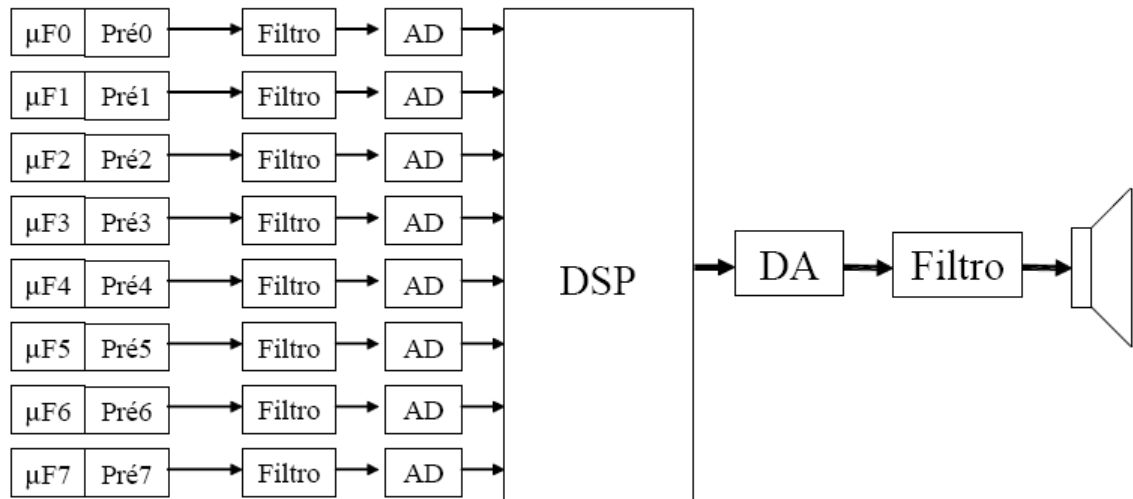 µF0 Pré0 Filtro AD
µF1 Pré1 Filtro AD
µF2 Pré2 Filtro AD
µF3 Pré3 Filtro AD
µF4 Pré4 Filtro AD
µF5 Pré5 Filtro AD
µF6 Pré6 Filtro AD
µF7 Pré7 Filtro AD
DSP
DA
Filtro